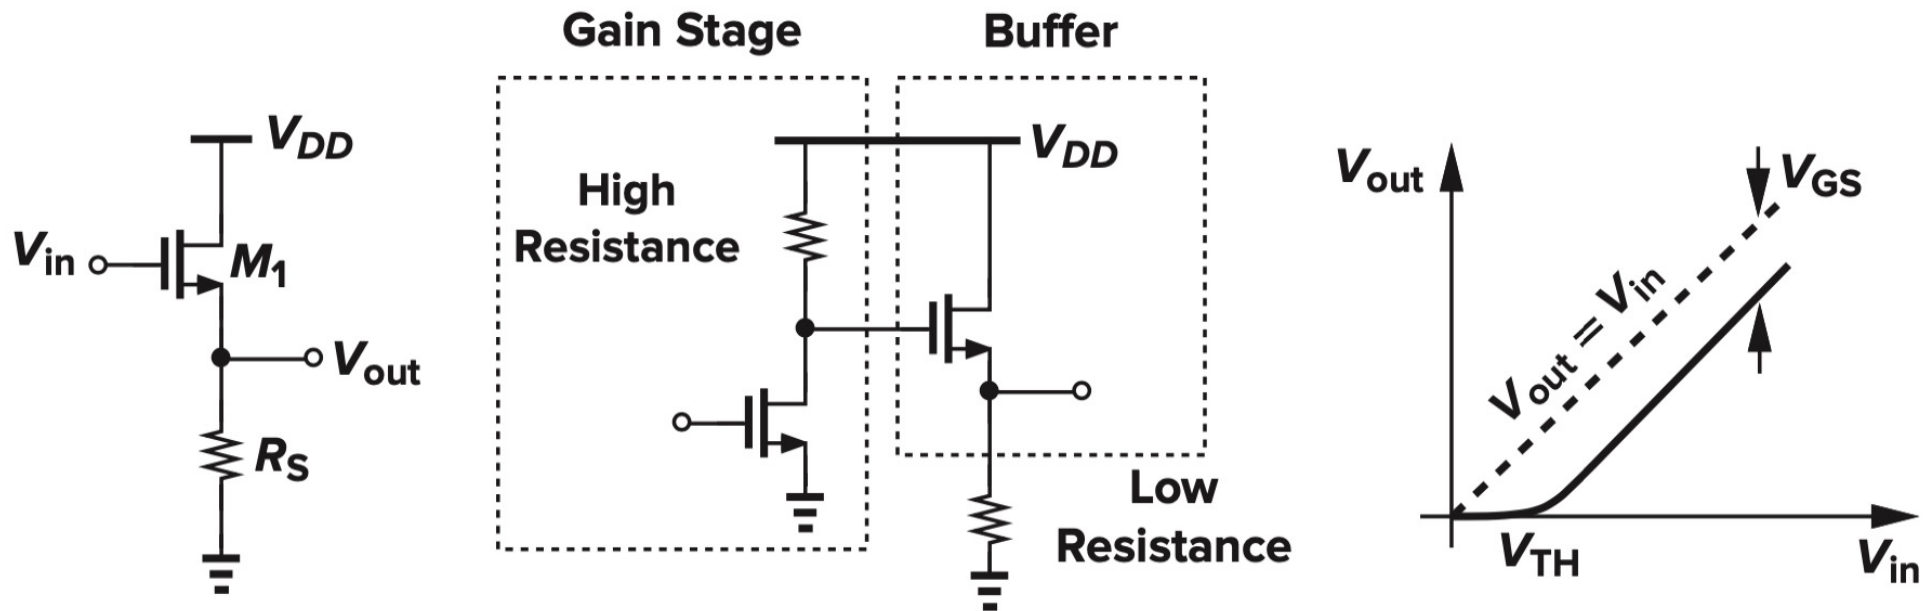 V_DD
V_in
M_1
V_out
R_S
Gain Stage
Buffer
High
Resistance
V_DD
Low
Resistance
V_out
V_GS
V_out = V_in
V_TH
V_in